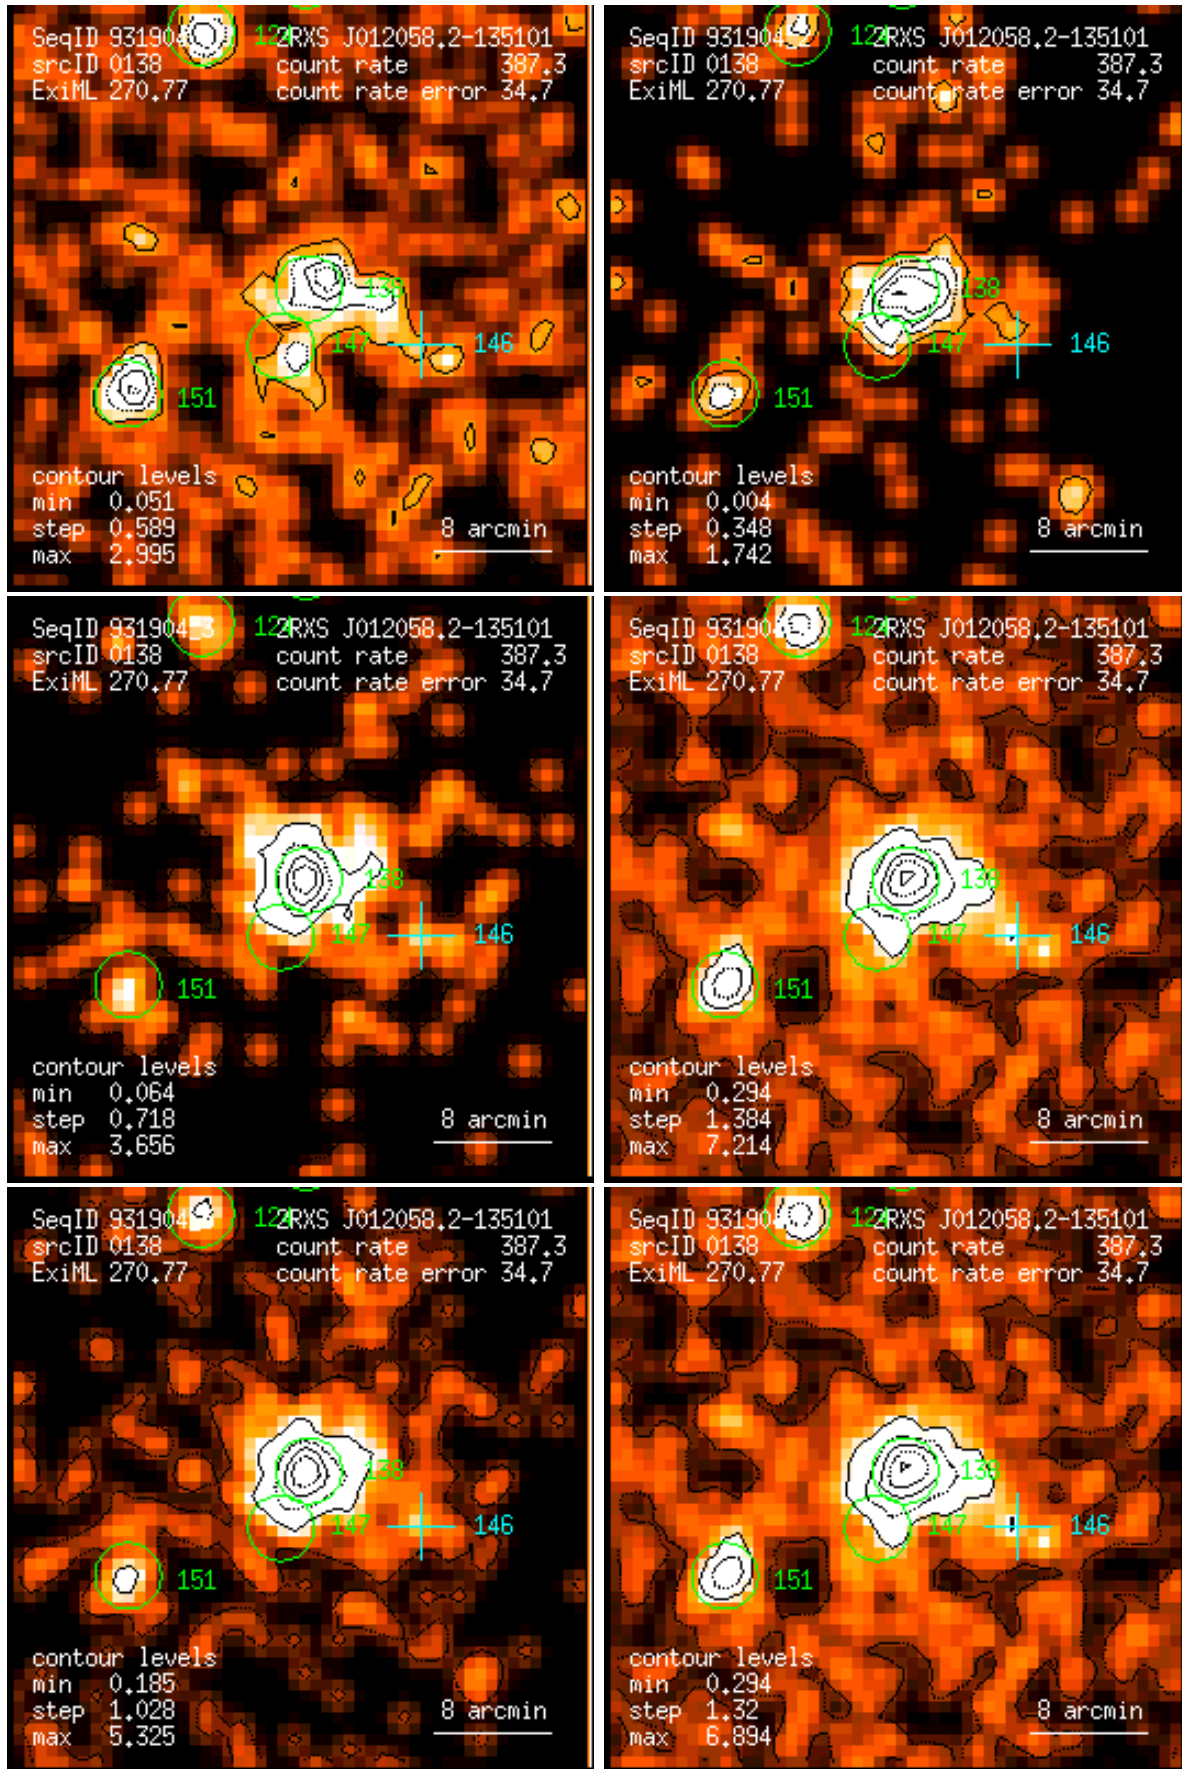 SeqID 93190 12 2RXS J012058.2-135101
srcID 0138 count rate 387.3
ExiML 270.77 count rate error 34.7
138
147 146
151
contour levels
min 0.051
step 0.589
max 2.995
8 arcmin
SeqID 93190 12 2RXS J012058.2-135101
srcID 0138 count rate 387.3
ExiML 270.77 count rate error 34.7
138
147 146
151
contour levels
min 0.004
step 0.348
max 1.742
8 arcmin
SeqID 931904 12 2RXS J012058.2-135101
srcID 0138 count rate 387.3
ExiML 270.77 count rate error 34.7
138
147 146
151
contour levels
min 0.064
step 0.718
max 3.656
8 arcmin
SeqID 93190 12 2RXS J012058.2-135101
srcID 0138 count rate 387.3
ExiML 270.77 count rate error 34.7
138
147 146
151
contour levels
min 0.294
step 1.384
max 7.214
8 arcmin
SeqID 931904 12 2RXS J012058.2-135101
srcID 0138 count rate 387.3
ExiML 270.77 count rate error 34.7
138
147 146
151
contour levels
min 0.185
step 1.028
max 5.325
8 arcmin
SeqID 93190 12 2RXS J012058.2-135101
srcID 0138 count rate 387.3
ExiML 270.77 count rate error 34.7
138
147 146
151
contour levels
min 0.294
step 1.32
max 6.894
8 arcmin